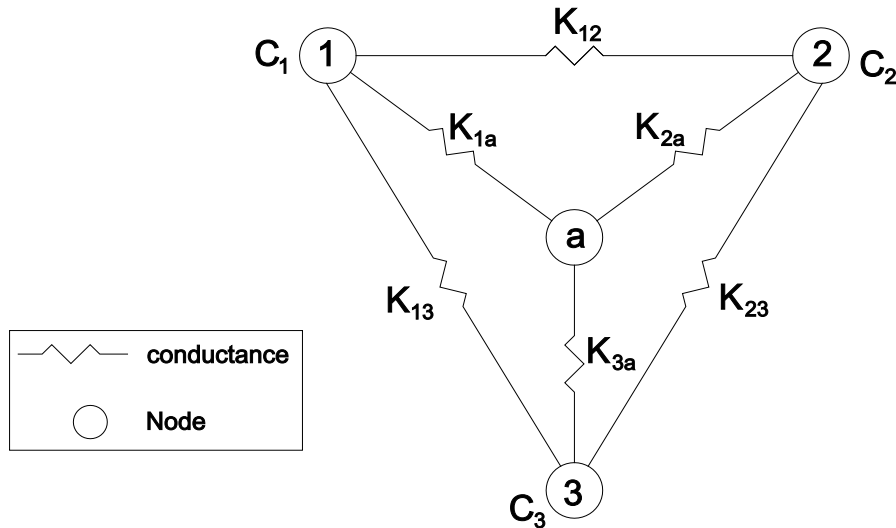 K12
C1
1
2
C2
K1a
K2a
a
K13
K23
K3a
conductance
Node
C3
3